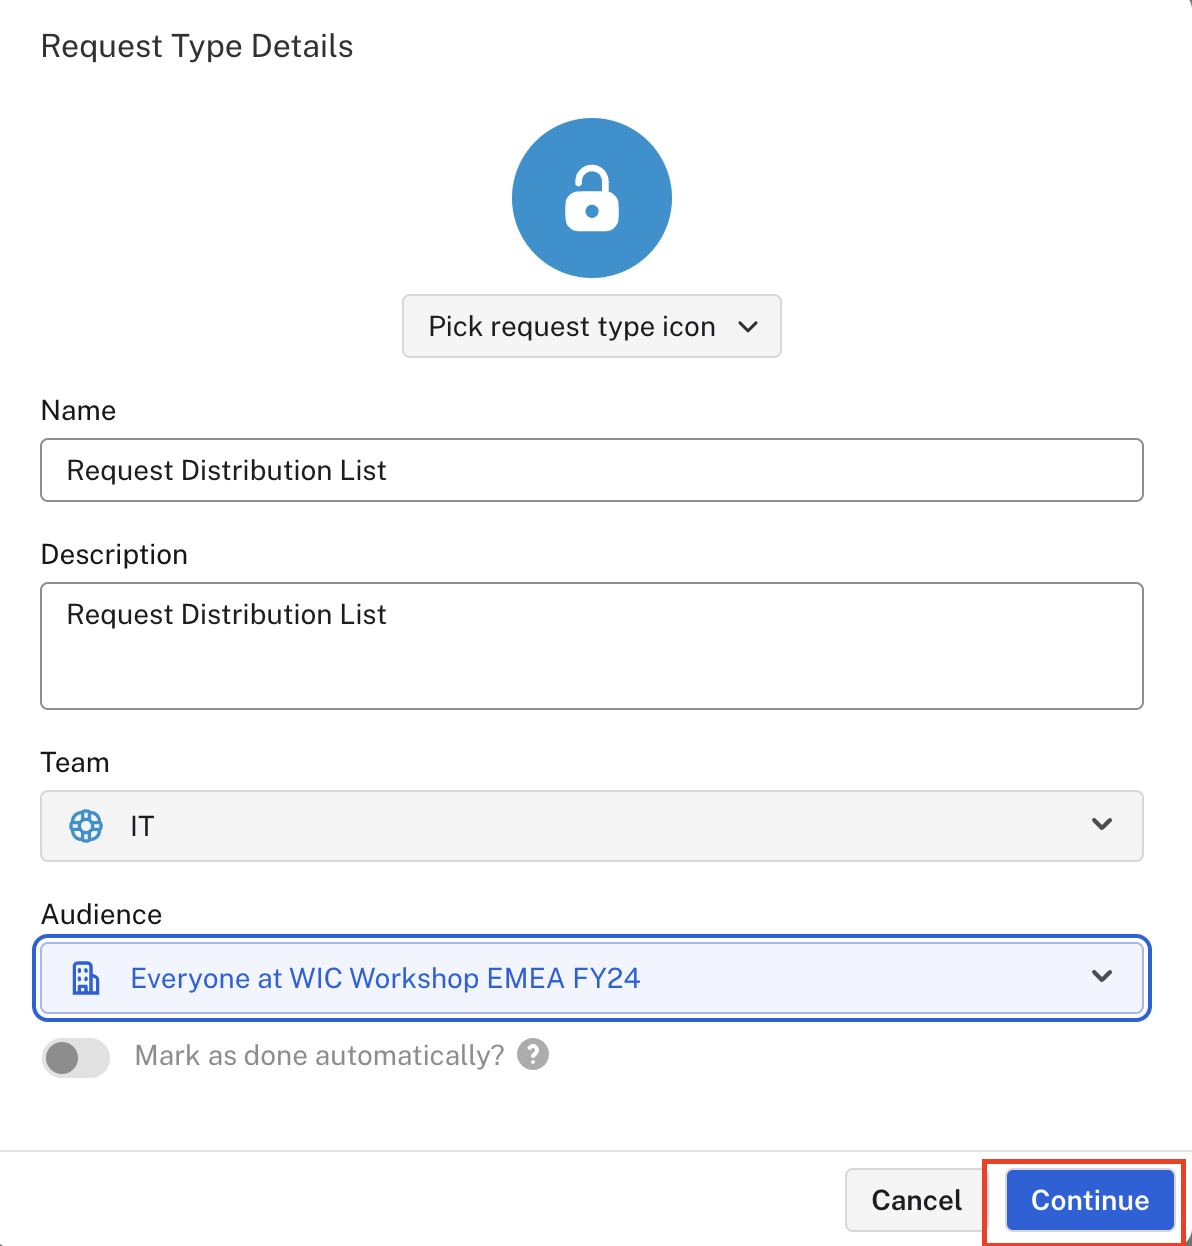 Request Type Details
Pick request type icon
Name
Request Distribution List
Description
Request Distribution List
Team
IT
Audience
Everyone at WIC Workshop EMEA FY24
Mark as done automatically? ?
Cancel
Continue